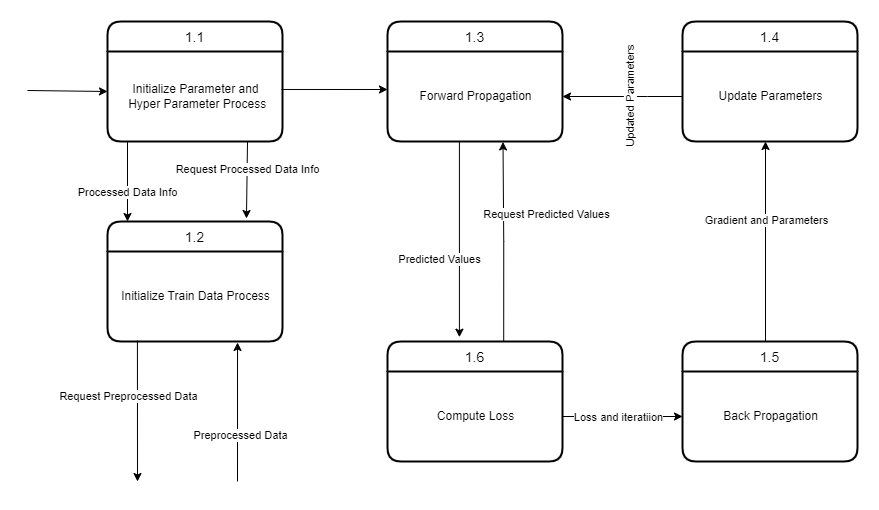 1.1
Initialize Parameter and
Hyper Parameter Process
1.3
Forward Propagation
1.4
Update Parameters
Updated Parameters
Request Processed Data Info
Processed Data Info
1.2
Initialize Train Data Process
Request Predicted Values
Gradient and Parameters
Predicted Values
1.6
Compute Loss
Loss and iteratiion
1.5
Back Propagation
Request Preprocessed Data
Preprocessed Data